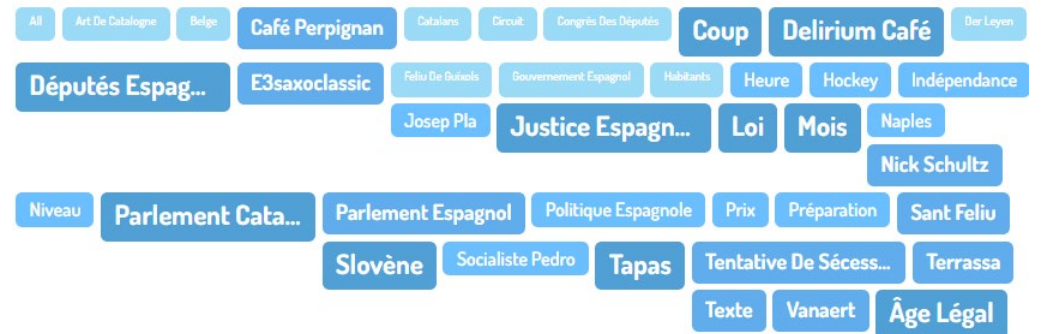 All Art De Catalogne Belge Café Perpignan Catalans Circuit Congrès Des Députés Coup Delirium Café Der Leyen
Députés Espag... E3saxoclassic Feliu De Guíxols Gouvernement Espagnol Habitants Heure Hockey Indépendance
Josep Pla Justice Espagn... Loi Mois Naples
Nick Schultz
Niveau Parlement Cata... Parlement Espagnol Politique Espagnole Prix Préparation Sant Feliu
Slovène Socialiste Pedro Tapas Tentative De Sécess... Terrassa
Texte Vanaert Âge Légal